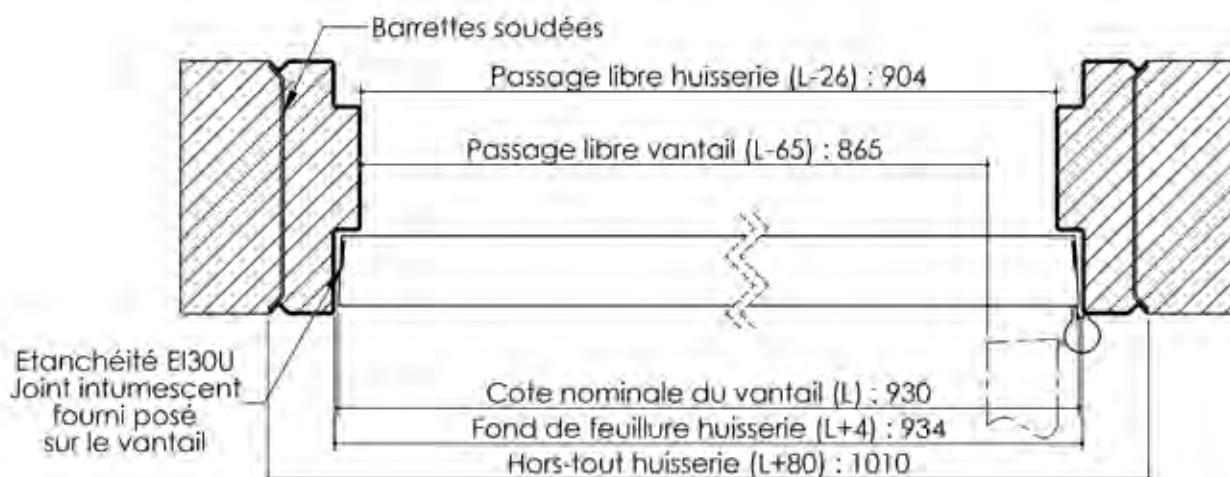 Barrettes soudées
Passage libre huisserie (L-26) : 904
Passage libre vantail (L-65) : 865
Etanchéité EI30U
Joint intumescent
fourni posé
sur le vantail
Cote nominale du vantail (L) : 930
Fond de feuillure huisserie (L+4) : 934
Hors-tout huisserie (L+80) : 1010